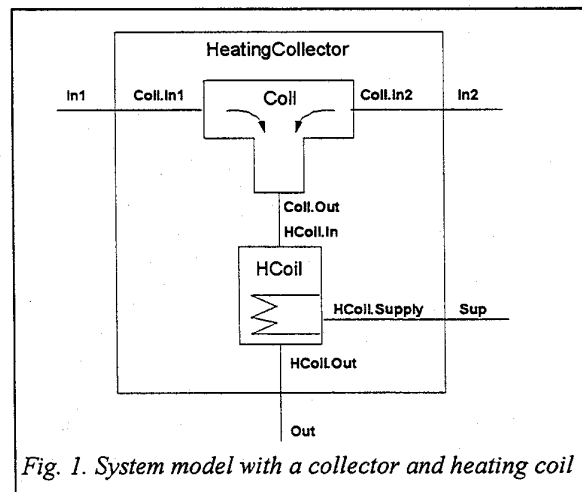 HeatingCollector
In1
Coll.In1
Coll
Coll.In2
In2
Coll.Out
HCoil.In
HCoil
HCoil.Supply
Sup
HCoil.Out
Out
Fig. 1. System model with a collector and heating coil